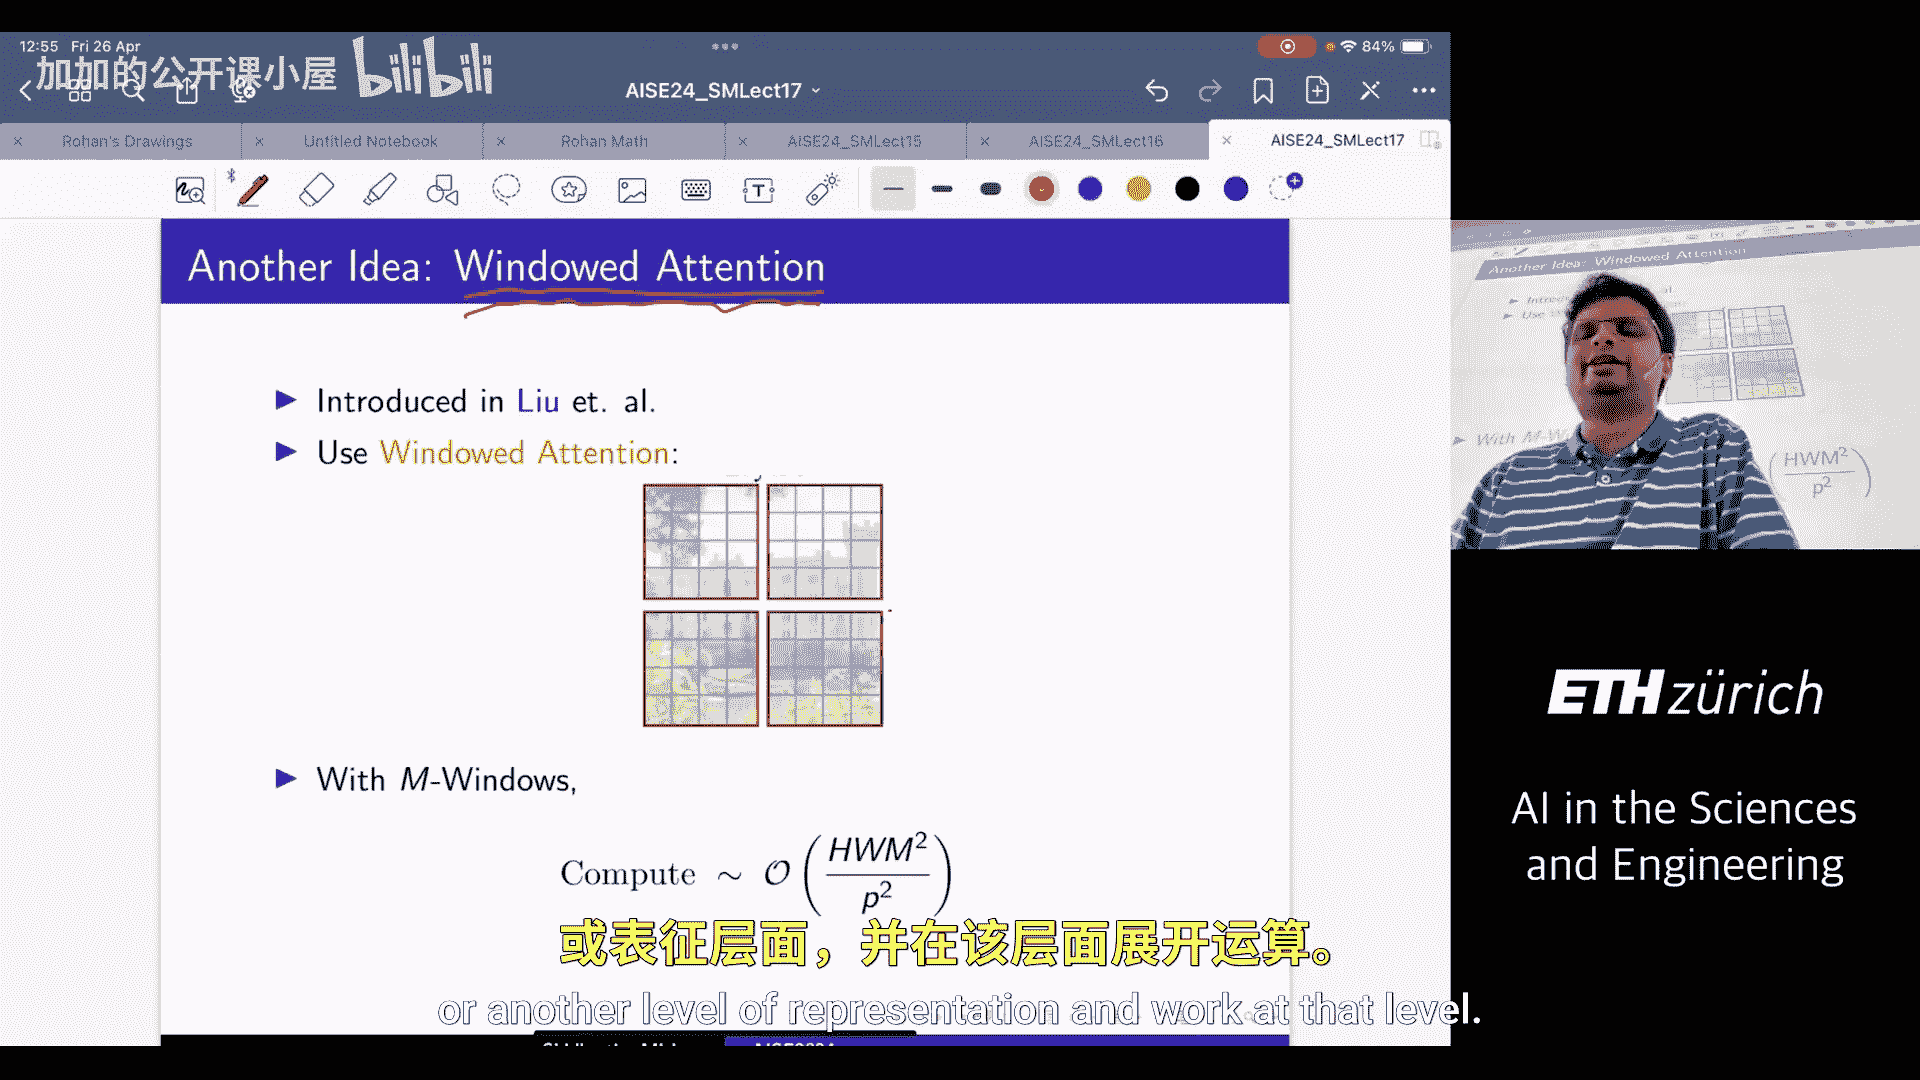 12:55 Fri 26 Apr
84%
加加的公开课小屋 bilibili
AISE24_SMLect17
Rohan's Drawings
Untitled Notebook
Rohan Math
AISE24_SMLect15
AISE24_SMLect16
AISE24_SMLect17
Another Idea: Windowed Attention
▶ Introduced in Liu et. al.
▶ Use Windowed Attention:
▶ With M-Windows,
Compute ∼ O(HWM²/p²)
或表征层面，并在该层面展开运算。
or another level of representation and work at that level.
Another Idea: Windowed Attention
(HWM²/p²)
ETH zürich
AI in the Sciences
and Engineering